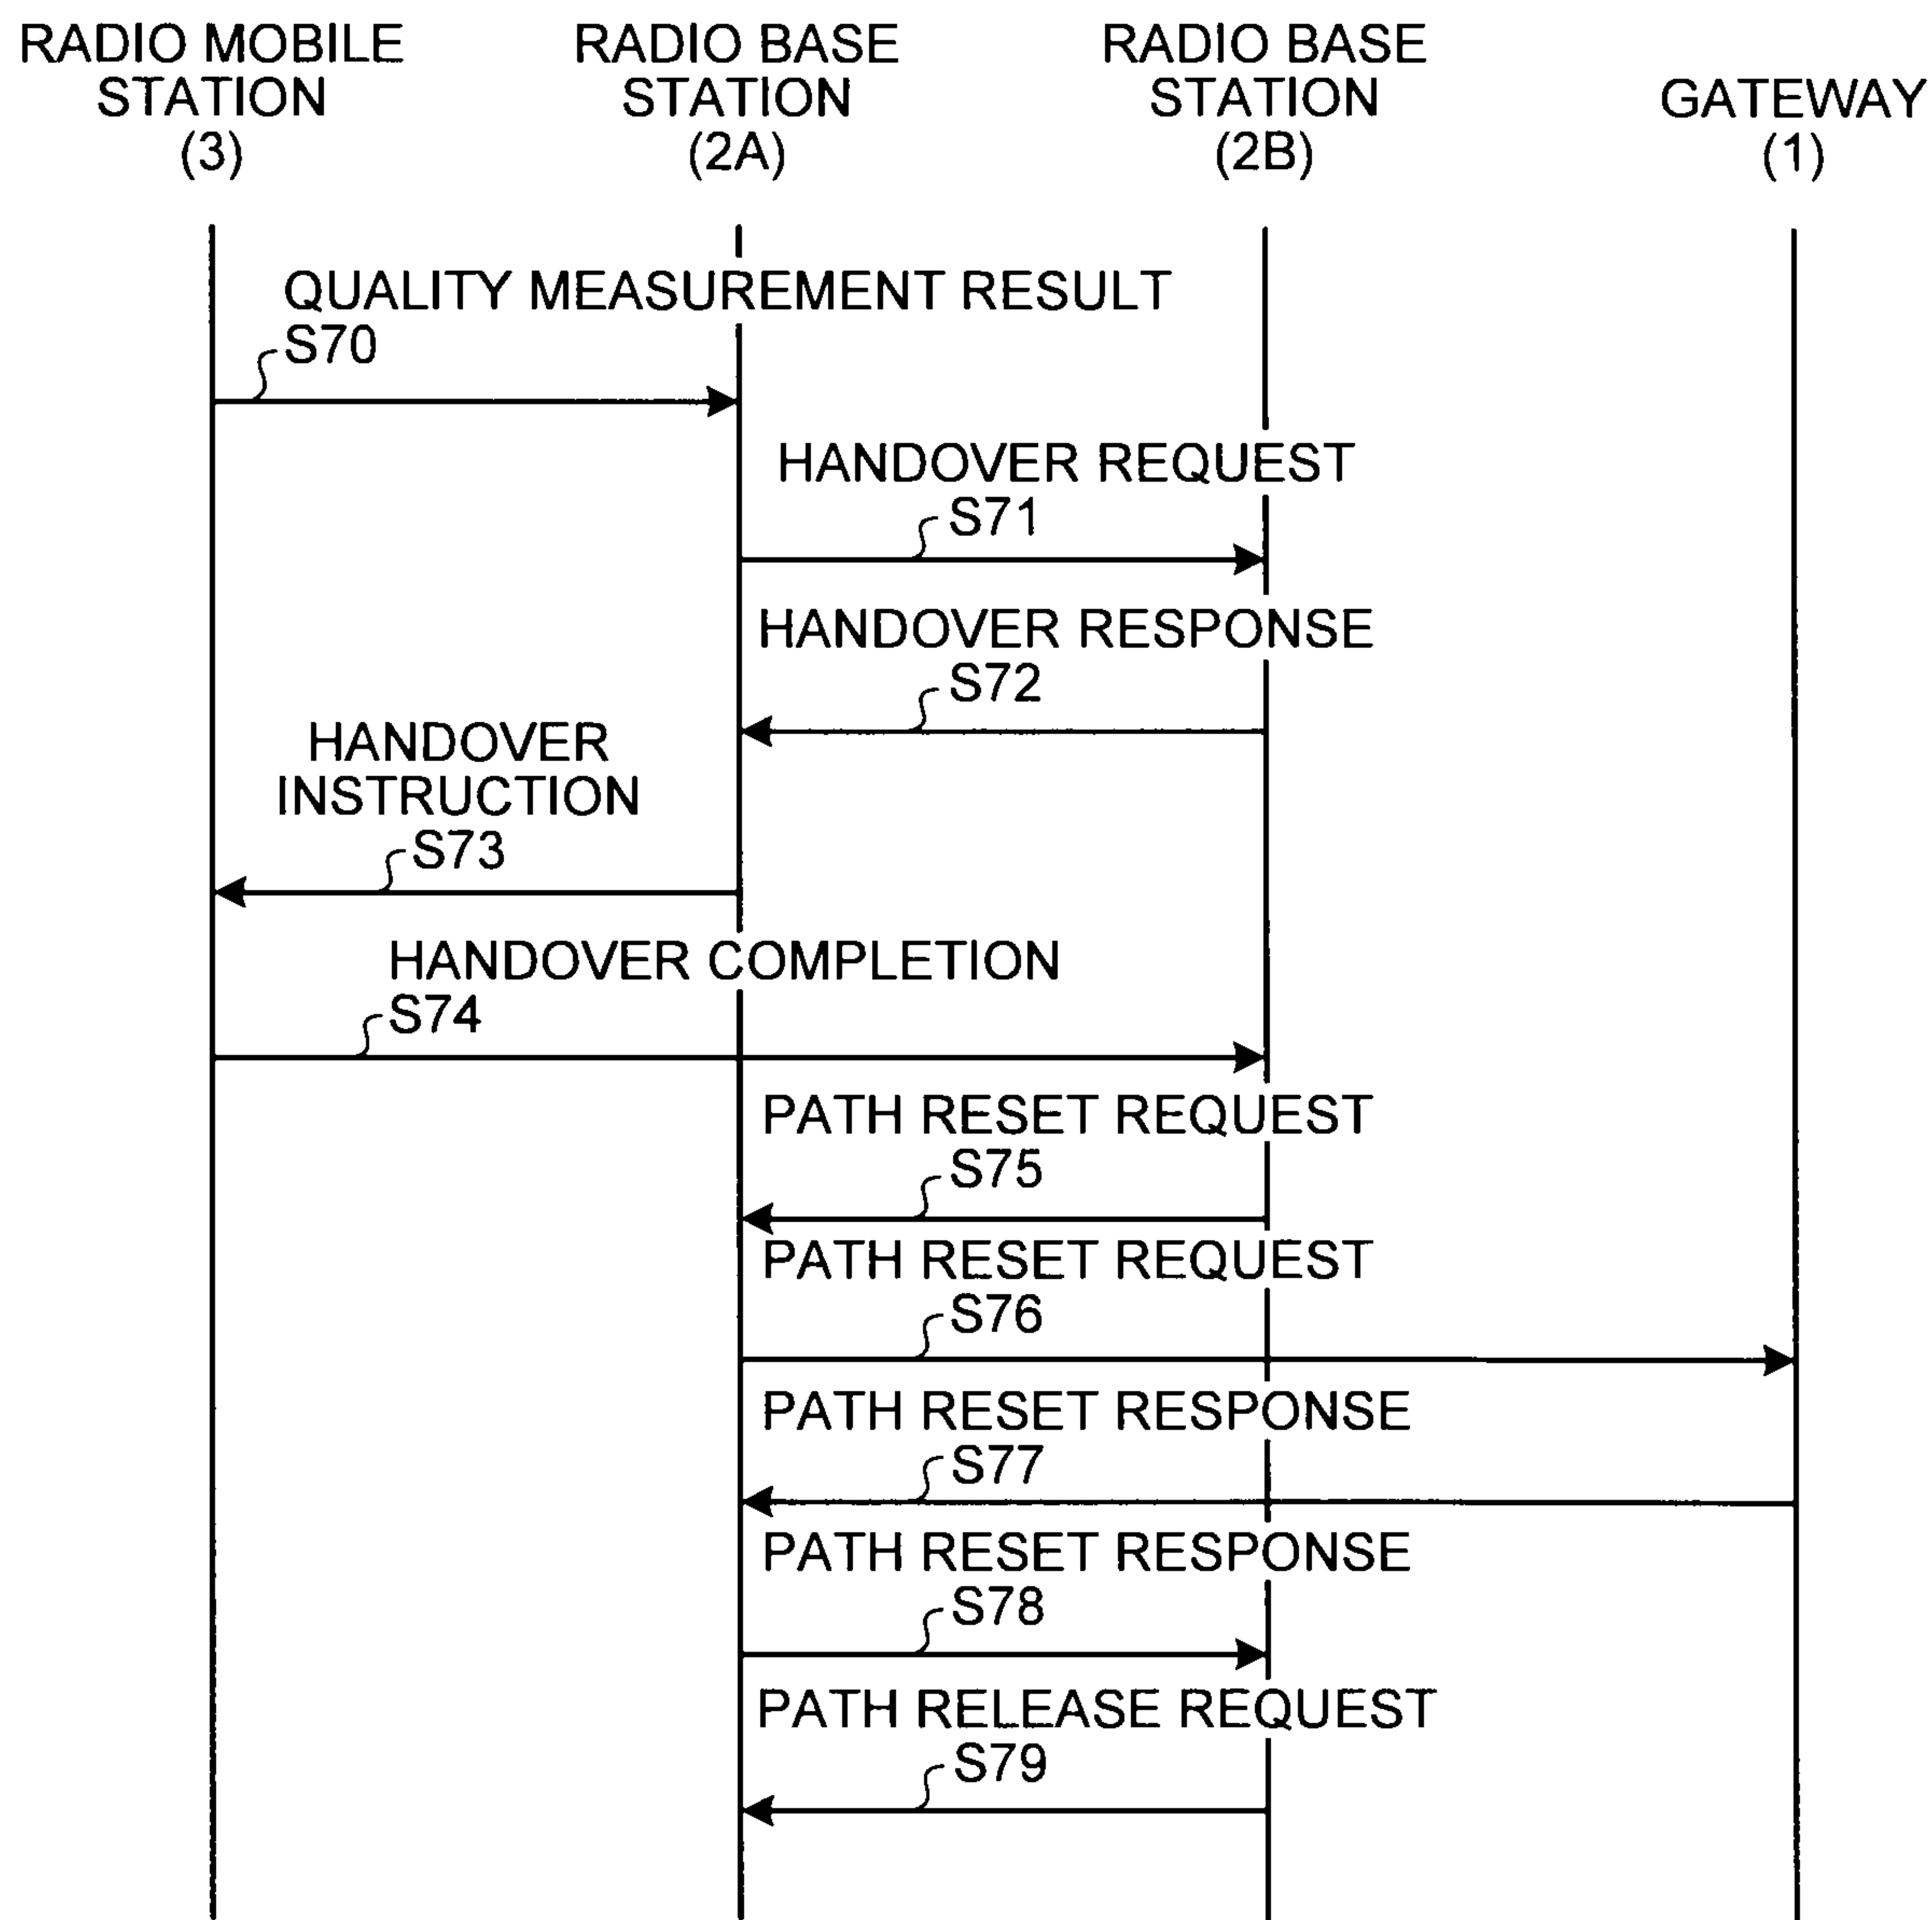 RADIO MOBILE
STATION
(3)
RADIO BASE
STATION
(2A)
RADIO BASE
STATION
(2B)
GATEWAY
(1)
QUALITY MEASUREMENT RESULT
S70
HANDOVER REQUEST
S71
HANDOVER RESPONSE
S72
HANDOVER
INSTRUCTION
S73
HANDOVER COMPLETION
S74
PATH RESET REQUEST
S75
PATH RESET REQUEST
S76
PATH RESET RESPONSE
S77
PATH RESET RESPONSE
S78
PATH RELEASE REQUEST
S79